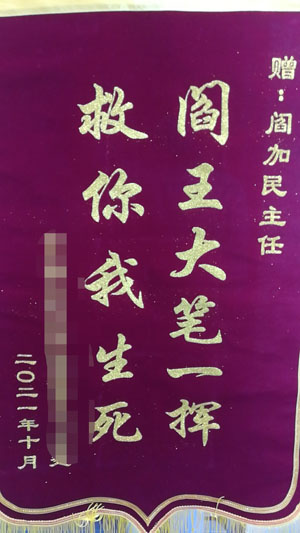 赠：阎加民主任
阎王大笔一挥
救你我生死
二〇二一年十月